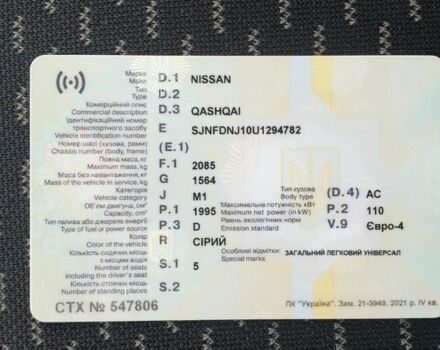 Марка
Make D.1 NISSAN
Тип
Type D.2
Комерційний опис
Commercial description D.3 QASHQAI
Ідентифікаційний номер
транспортного засобу
Vehicle identification number E SJNFDNJ10U1294782
Номер шасі (кузова, рами)
Chassis number (body, frame) (E.1)
Повна маса, кг
Maximum mass, kg F.1 2085
Маса без навантаження, кг
Mass of the vehicle in service, kg G 1564
Категорія Тип кузова
Vehicle category J M1 Body type (D.4) AC
Об'єм двигуна, см³ Максимальна потужність кВт
Capacity, cm³ P.1 1995 Maximum net power (in kW) P.2 110
Тип палива або джерела енергії Рівень екологічних норм
Type of fuel or power source P.3 D Emission standard V.9 Євро-4
Колір
Color of the vehicle R СІРИЙ
Кількість сидячих місць Особливі відмітки: ЗАГАЛЬНИЙ ЛЕГКОВИЙ УНІВЕРСАЛ
з місцем водія Special marks
Number of seats
including the driver's seat S.1 5
Кількість стоячих місць
Number of standing places S.2
СТХ № 547806
ПК "Україна". Зам. 21-3949. 2021 р. IV кв.